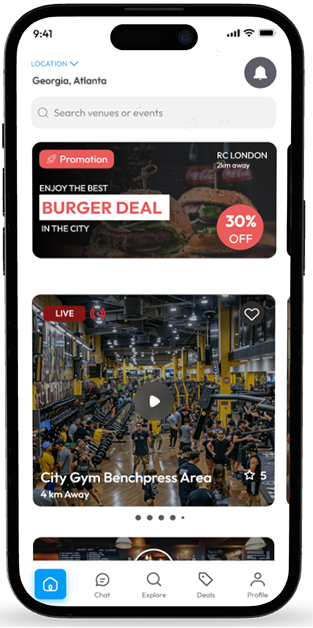 9:41
LOCATION
Georgia, Atlanta
Search venues or events
Promotion
RC LONDON
2km away
ENJOY THE BEST
BURGER DEAL
IN THE CITY
30%
OFF
LIVE
City Gym Benchpress Area
5
4 km Away
Chat
Explore
Deals
Profile